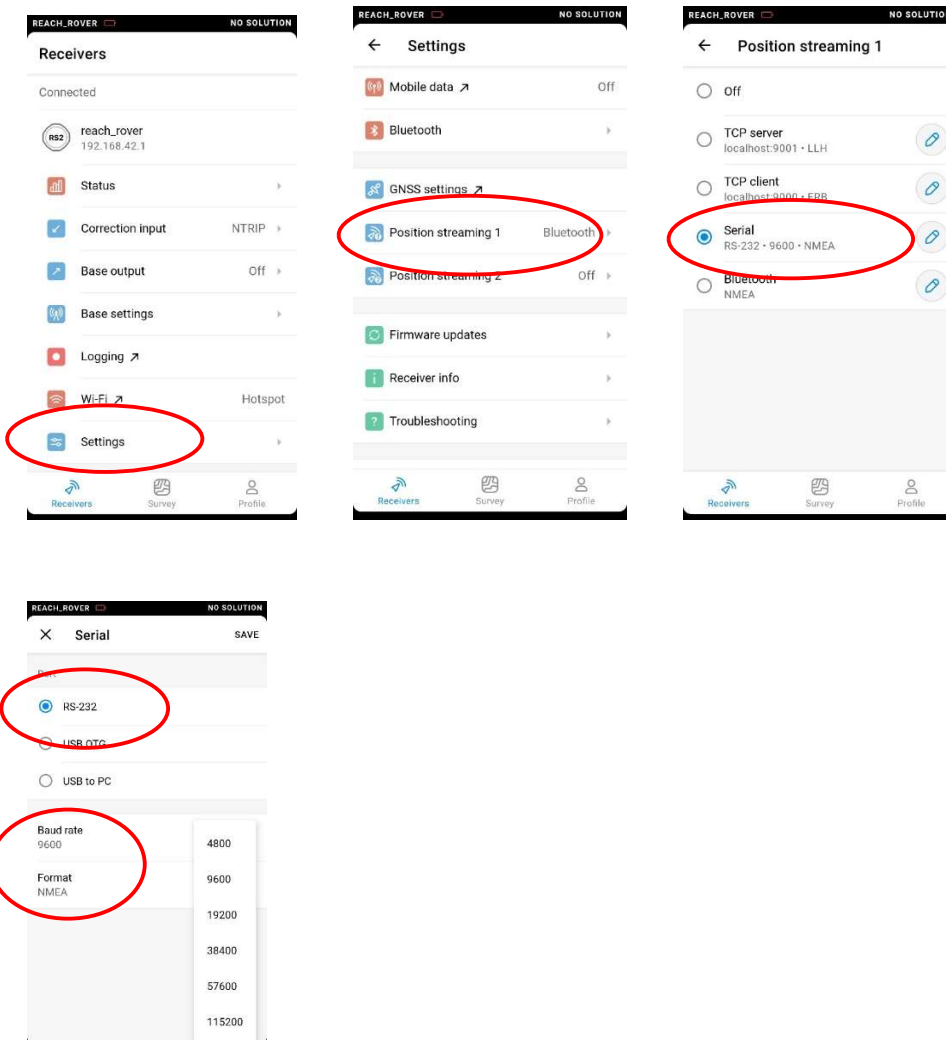 REACH_ROVER NO SOLUTION
Receivers
Connected
RS2
reach_rover
192.168.42.1
Status
Correction input NTRIP
Base output Off
Base settings
Logging
Wi-Fi Hotspot
Settings
Receivers Survey Profile
REACH_ROVER NO SOLUTION
Settings
Mobile data Off
Bluetooth
GNSS settings
Position streaming 1 Bluetooth
Position streaming 2 Off
Firmware updates
Receiver info
Troubleshooting
Receivers Survey Profile
REACH_ROVER NO SOLUTIO
Position streaming 1
Off
TCP server
localhost:9001 • LLH
TCP client
localhost:9000 • ERB
Serial
RS-232 • 9600 • NMEA
Bluetooth
NMEA
Receivers Survey Profile
REACH_ROVER NO SOLUTION
Serial SAVE
Port
RS-232
USB OTG
USB to PC
Baud rate
9600
Format
NMEA
4800
9600
19200
38400
57600
115200